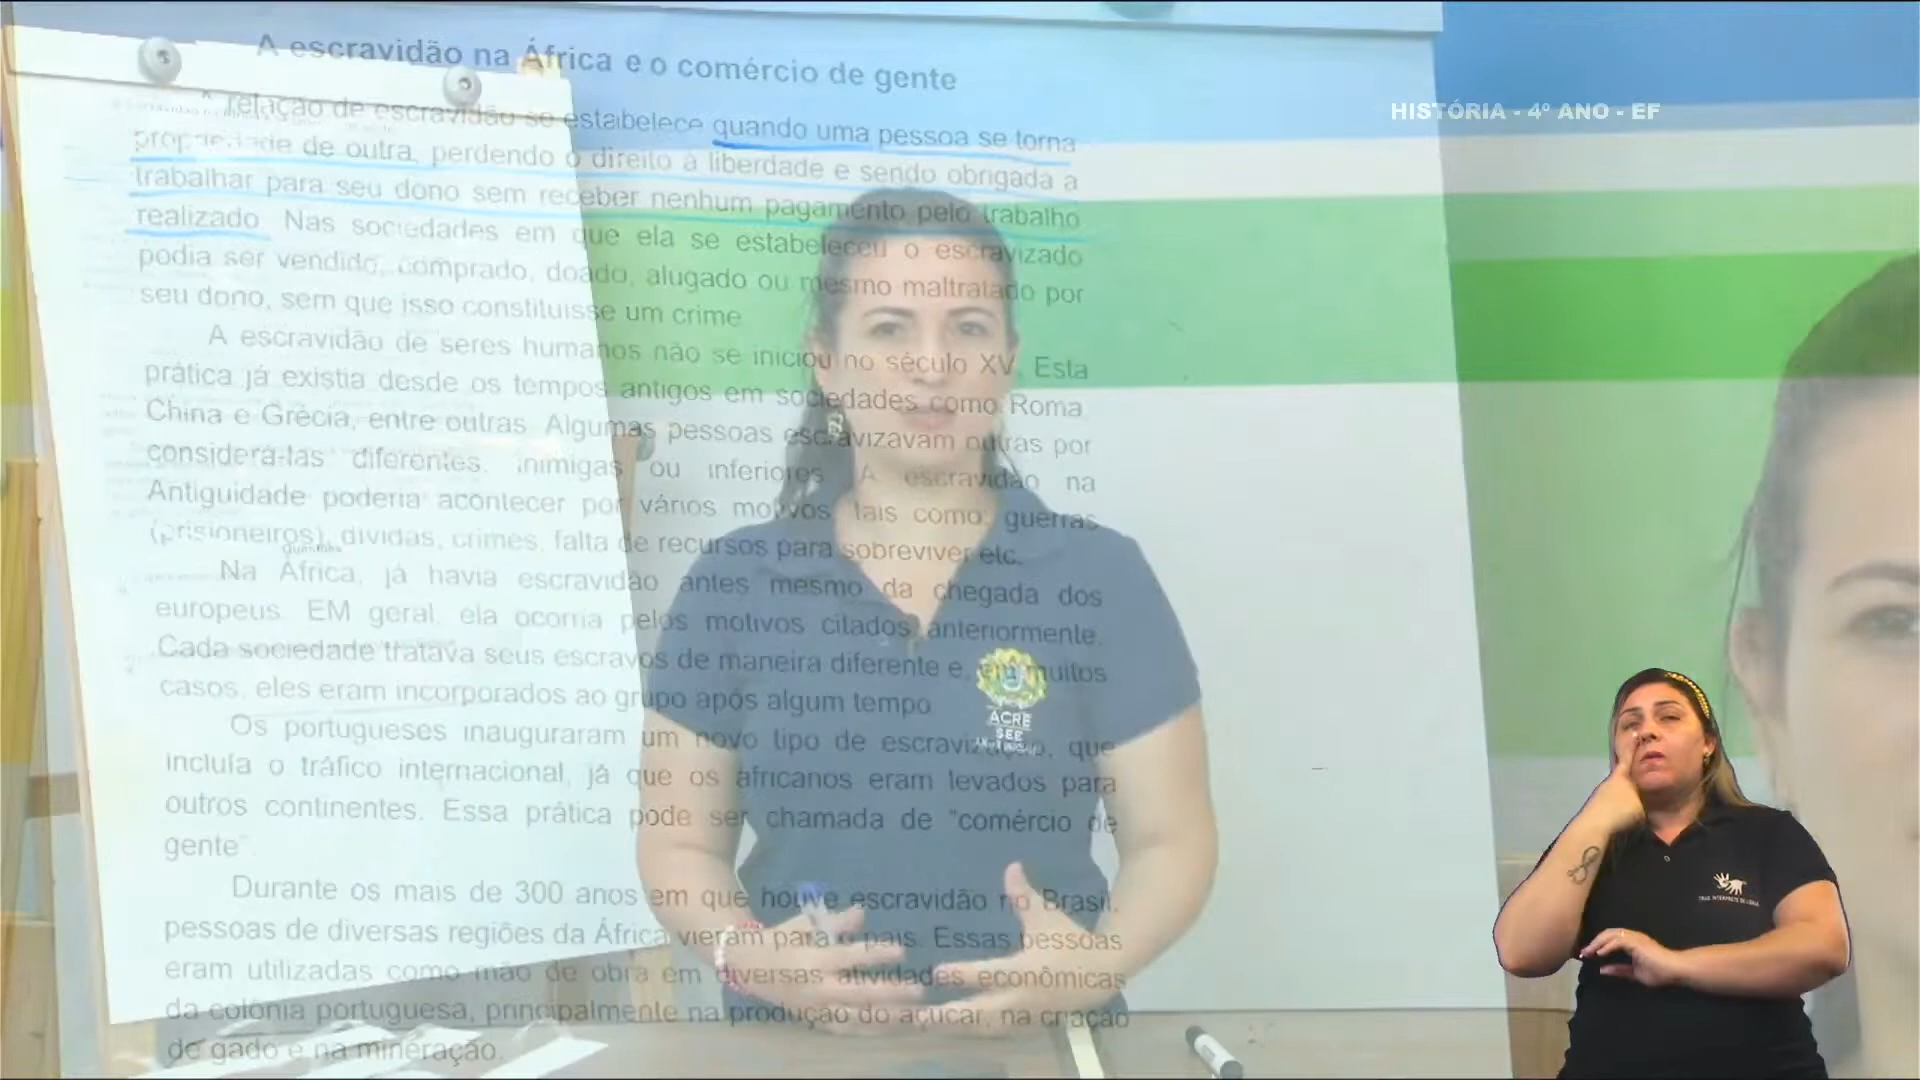 A escravidão na África e o comércio de gente
HISTÓRIA - 4º ANO - EF
A relação de escravidão se estabelece quando uma pessoa se torna
propriedade de outra, perdendo o direito à liberdade e sendo obrigada a
trabalhar para seu dono sem receber nenhum pagamento pelo trabalho
realizado. Nas sociedades em que ela se estabeleceu o escravizado
podia ser vendido, comprado, doado, alugado ou mesmo maltratado por
seu dono, sem que isso constituísse um crime.
A escravidão de seres humanos não se iniciou no século XV. Esta
prática já existia desde os tempos antigos em sociedades como Roma,
China e Grécia, entre outras. Algumas pessoas escravizavam outras por
considerá-las diferentes, inimigas ou inferiores. A escravidão na
Antiguidade poderia acontecer por vários motivos tais como: guerras
(prisioneiros), dívidas, crimes, falta de recursos para sobreviver etc.
Na África, já havia escravidão antes mesmo da chegada dos
europeus. EM geral, ela ocorria pelos motivos citados anteriormente.
Cada sociedade tratava seus escravos de maneira diferente e, em muitos
casos, eles eram incorporados ao grupo após algum tempo.
Os portugueses inauguraram um novo tipo de escravização, que
incluía o tráfico internacional, já que os africanos eram levados para
outros continentes. Essa prática pode ser chamada de "comércio de
gente".
Durante os mais de 300 anos em que houve escravidão no Brasil,
pessoas de diversas regiões da África vieram para o país. Essas pessoas
eram utilizadas como mão de obra em diversas atividades econômicas
da colônia portuguesa, principalmente na produção do açúcar, na criação
de gado e na mineração.
ACRE
SEE